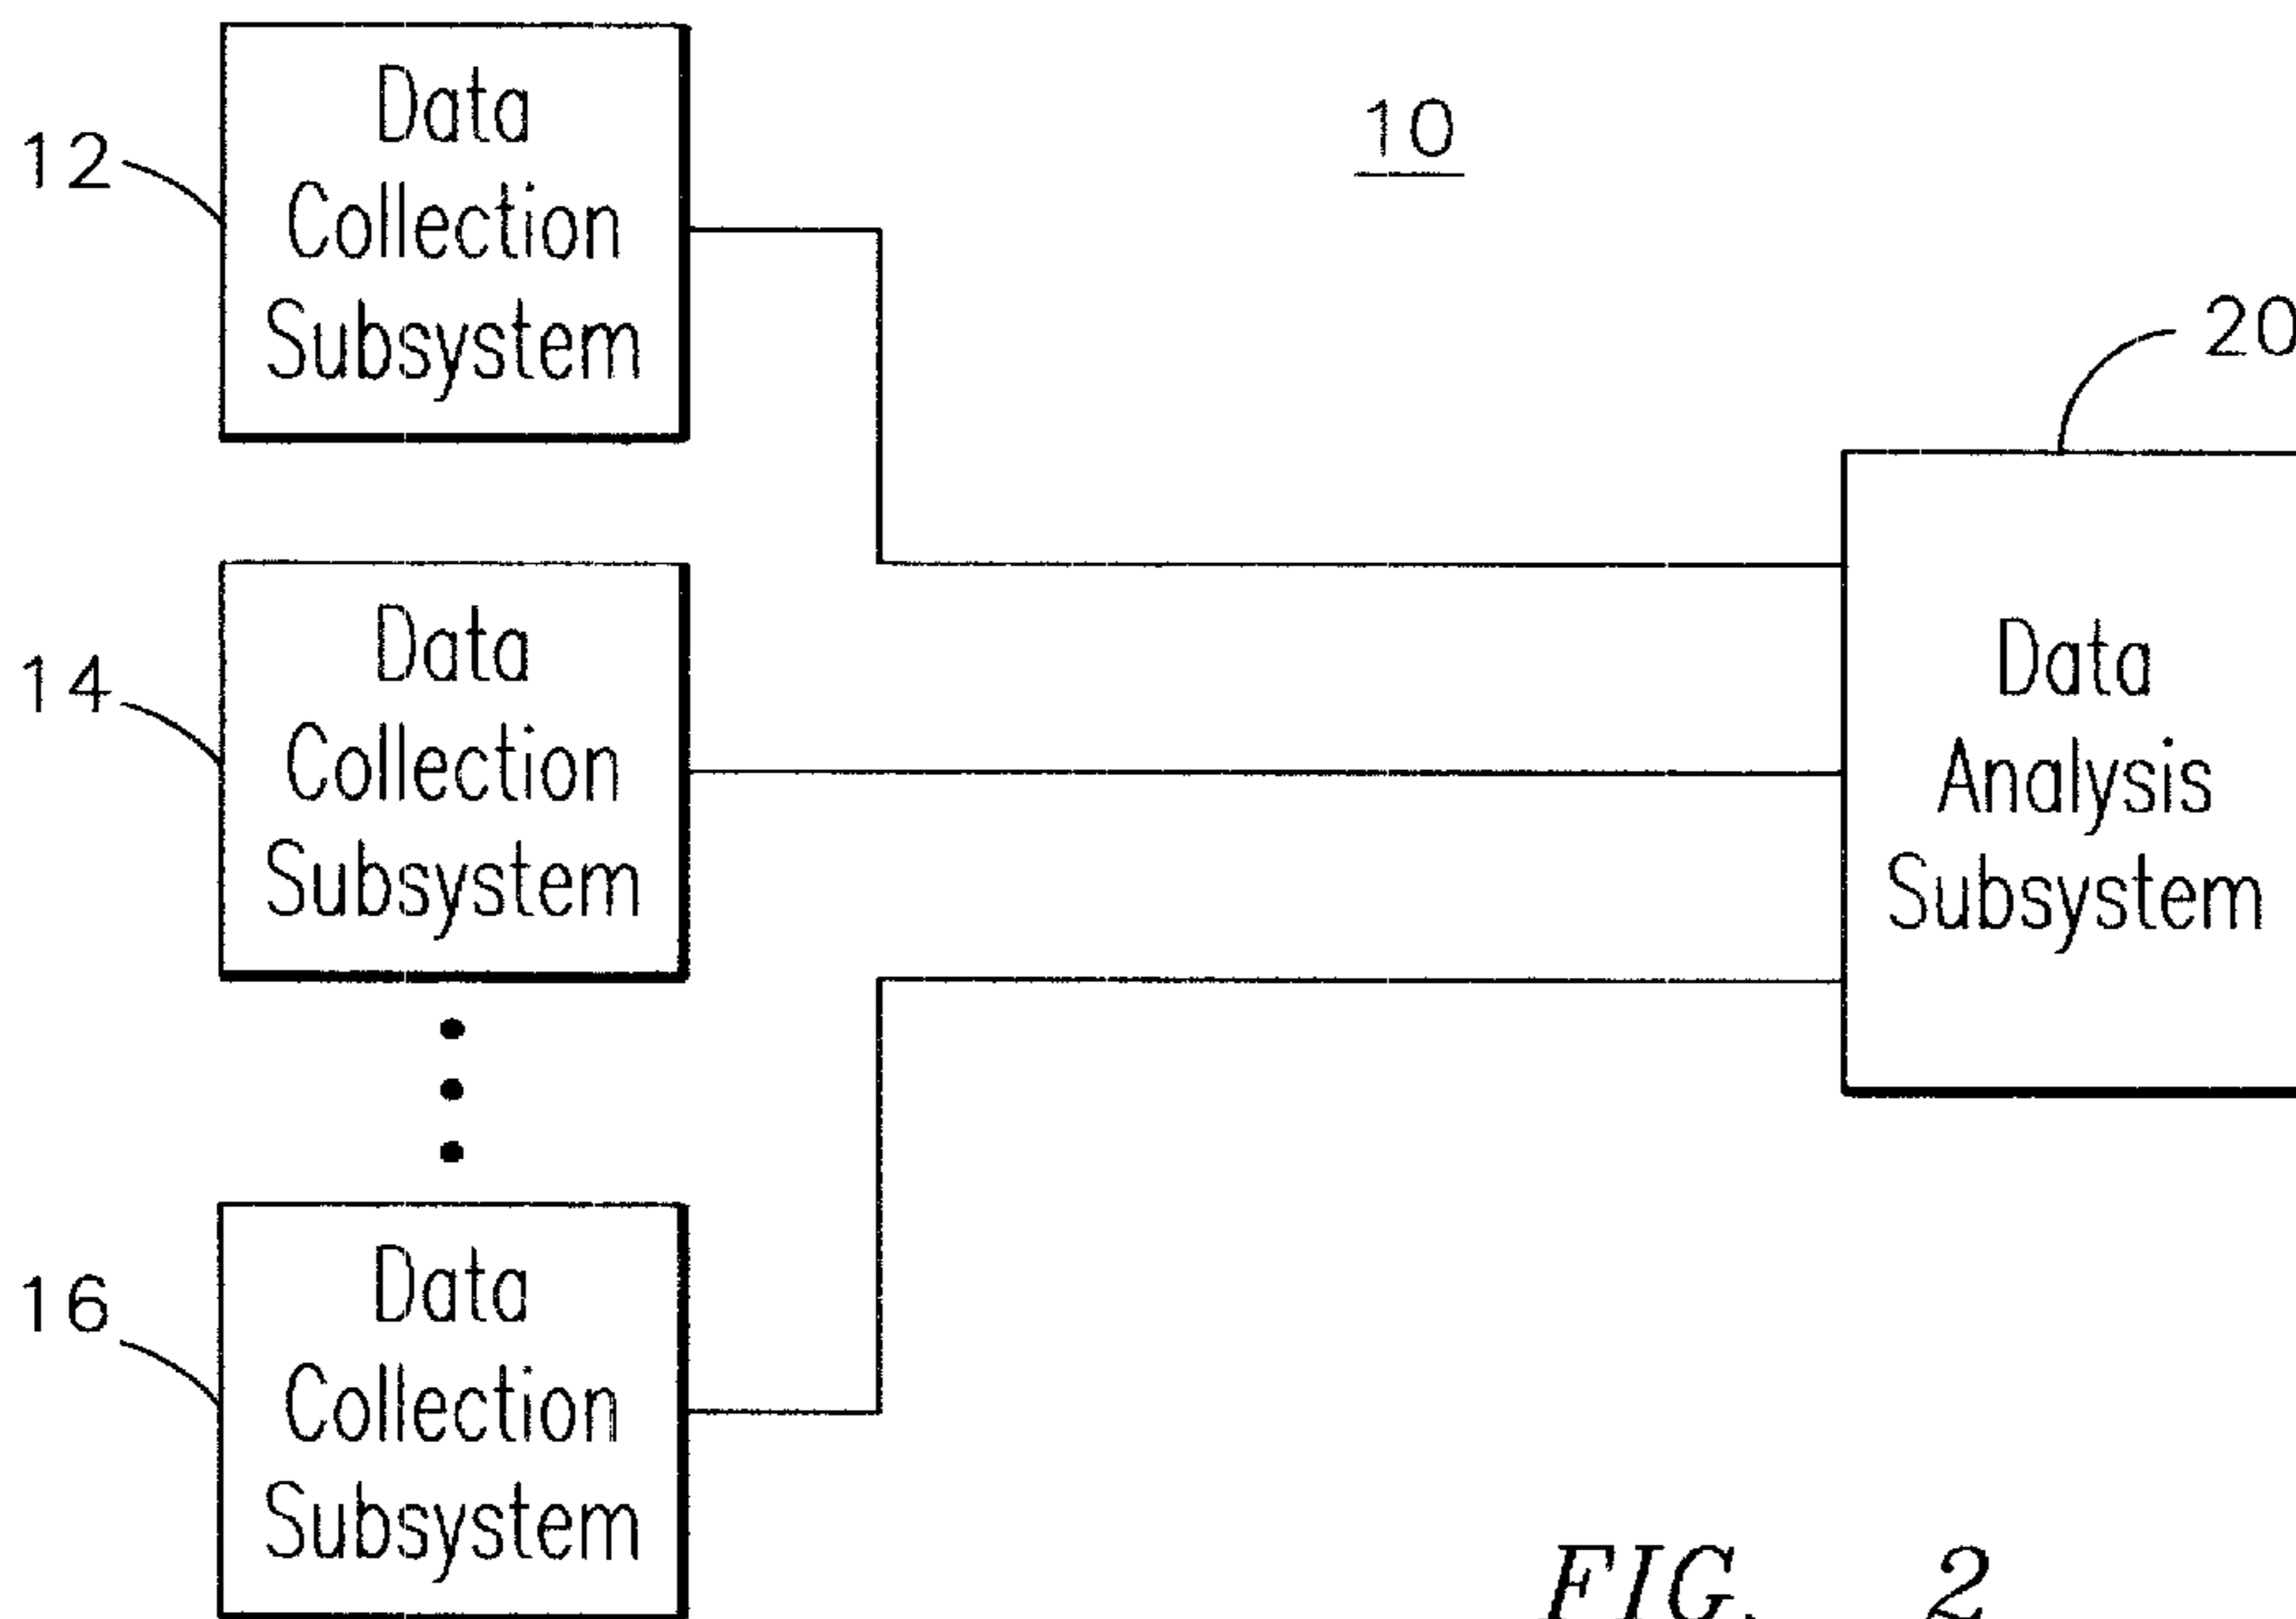 12
Data
Collection
Subsystem
10
20
14
Data
Collection
Subsystem
Data
Analysis
Subsystem
16
Data
Collection
Subsystem
FIG. 2